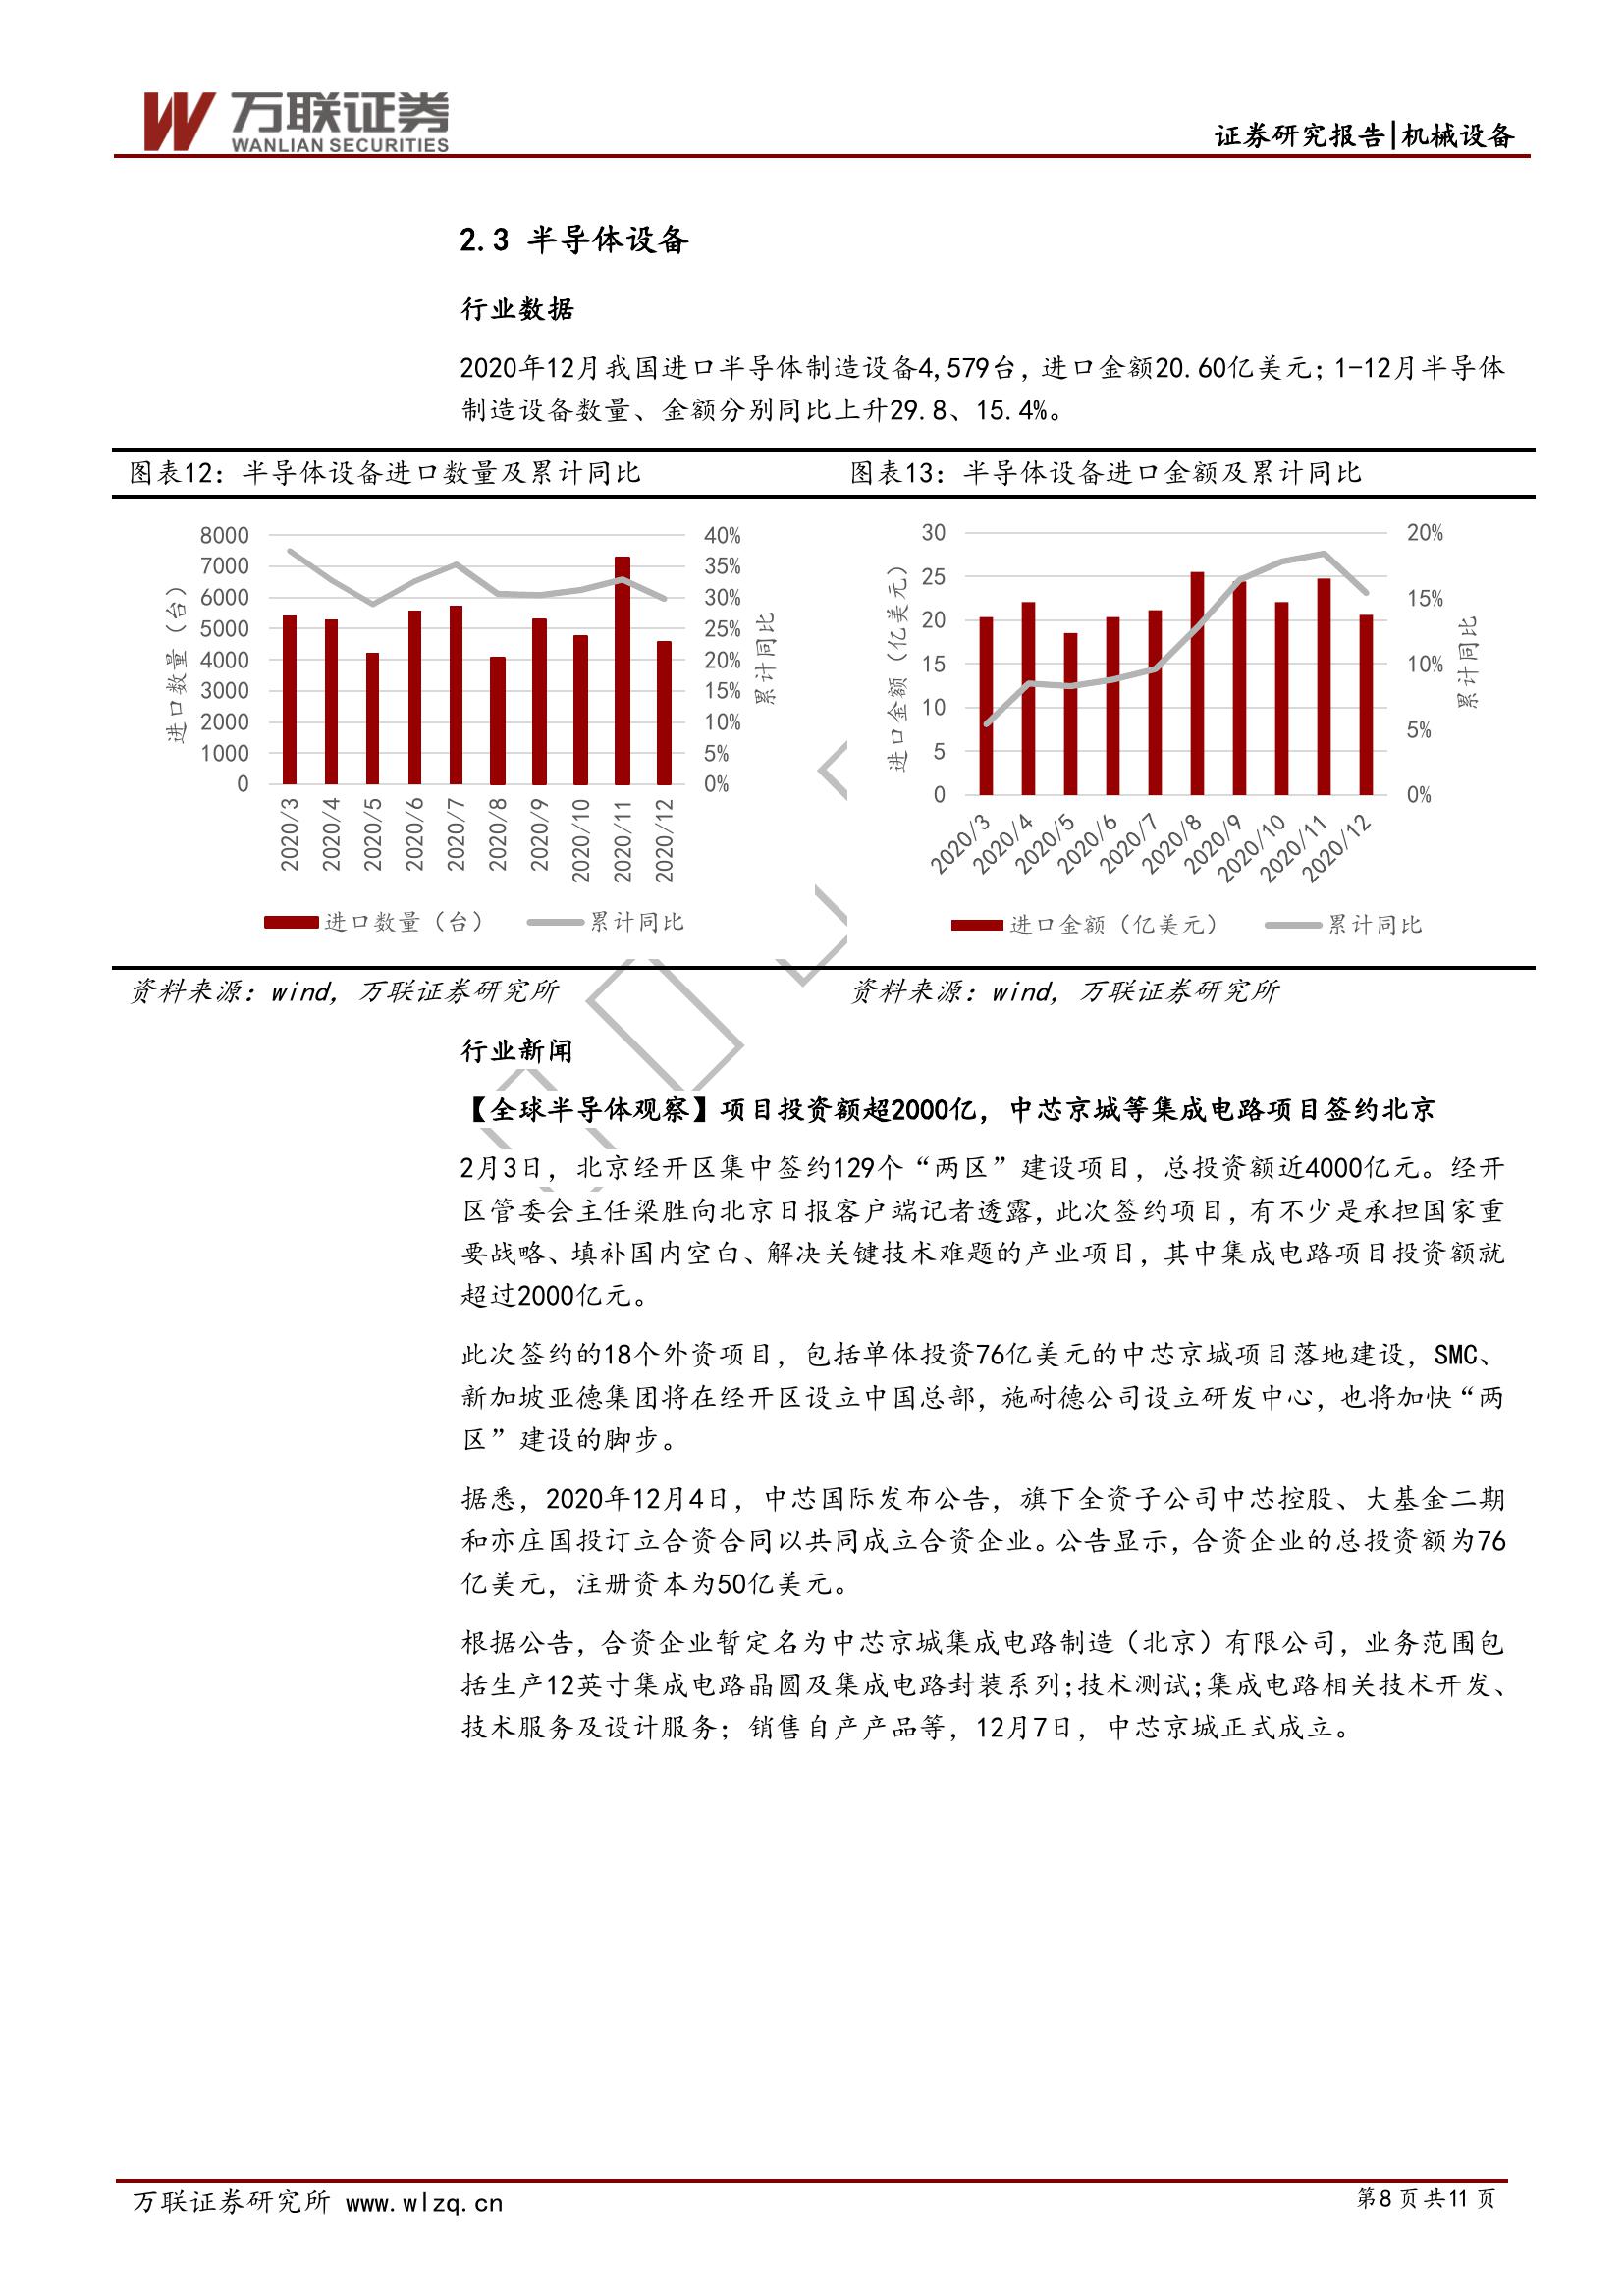 万联证券
WANLIAN SECURITIES
证券研究报告|机械设备
2.3 半导体设备
行业数据
2020年12月我国进口半导体制造设备4,579台，进口金额20.60亿美元；1-12月半导体
制造设备数量、金额分别同比上升29.8、15.4%。
图表12：半导体设备进口数量及累计同比
8000
7000
6000
5000
4000
3000
2000
1000
0
进口数量（台）
40%
35%
30%
25%
20%
15%
10%
5%
0%
累计同比
2020/3
2020/4
2020/5
2020/6
2020/7
2020/8
2020/9
2020/10
2020/11
2020/12
进口数量（台）
累计同比
资料来源：wind, 万联证券研究所
图表13：半导体设备进口金额及累计同比
30
25
20
15
10
5
0
进口金额（亿美元）
20%
15%
10%
5%
0%
累计同比
2020/3
2020/4
2020/5
2020/6
2020/7
2020/8
2020/9
2020/10
2020/11
2020/12
进口金额（亿美元）
累计同比
资料来源：wind, 万联证券研究所
行业新闻
【全球半导体观察】项目投资额超2000亿，中芯京城等集成电路项目签约北京
2月3日，北京经开区集中签约129个“两区”建设项目，总投资额近4000亿元。经开
区管委会主任梁胜向北京日报客户端记者透露，此次签约项目，有不少是承担国家重
要战略、填补国内空白、解决关键技术难题的产业项目，其中集成电路项目投资额就
超过2000亿元。
此次签约的18个外资项目，包括单体投资76亿美元的中芯京城项目落地建设，SMC、
新加坡亚德集团将在经开区设立中国总部，施耐德公司设立研发中心，也将加快“两
区”建设的脚步。
据悉，2020年12月4日，中芯国际发布公告，旗下全资子公司中芯控股、大基金二期
和亦庄国投订立合资合同以共同成立合资企业。公告显示，合资企业的总投资额为76
亿美元，注册资本为50亿美元。
根据公告，合资企业暂定名为中芯京城集成电路制造（北京）有限公司，业务范围包
括生产12英寸集成电路晶圆及集成电路封装系列;技术测试;集成电路相关技术开发、
技术服务及设计服务；销售自产产品等，12月7日，中芯京城正式成立。
万联证券研究所 www.wlzq.cn
第8页共11页